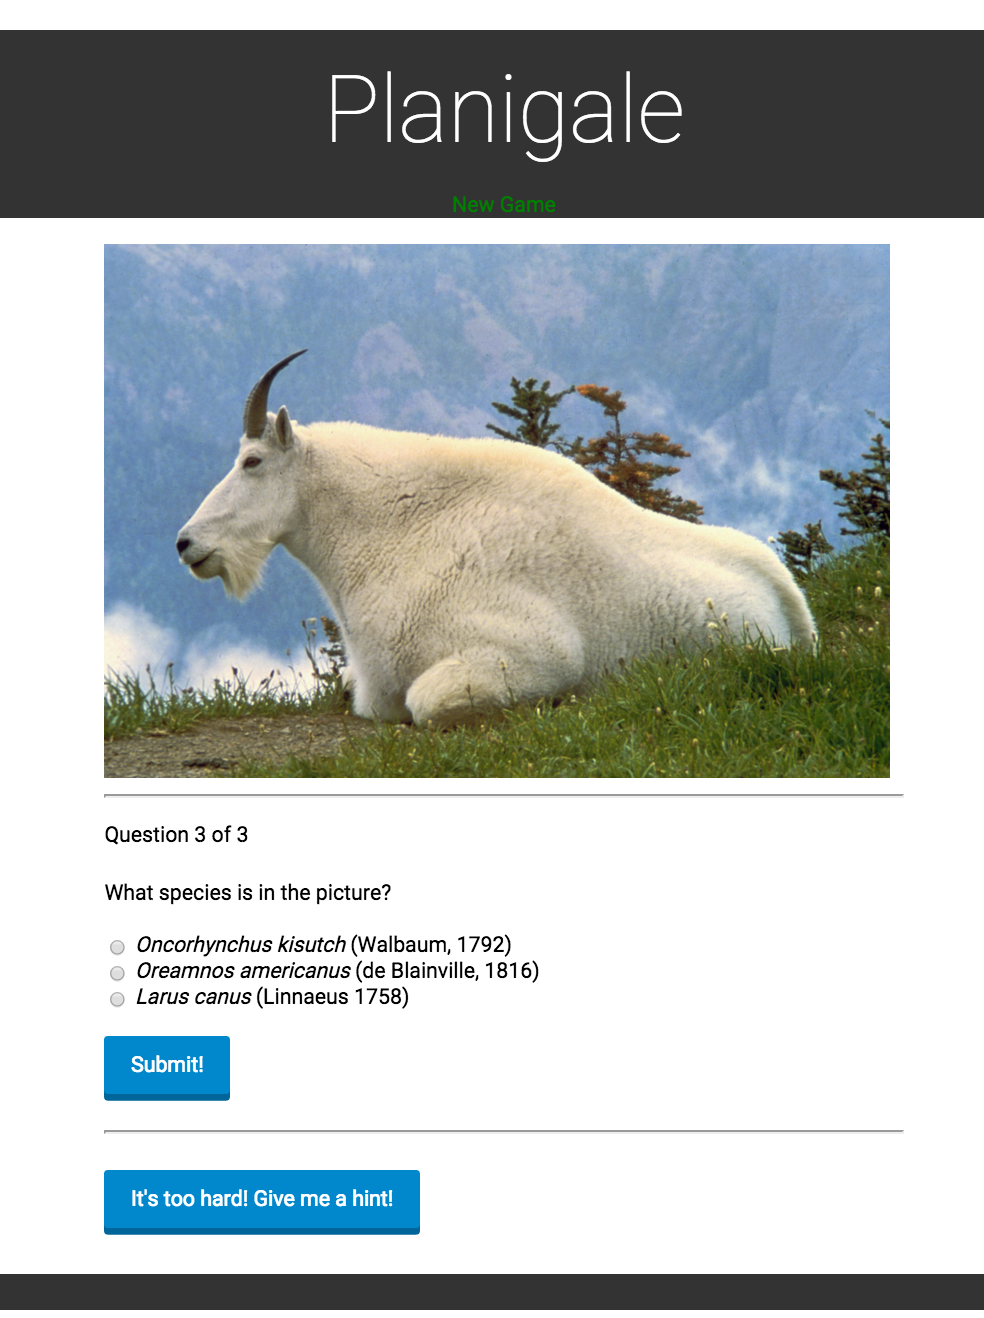 Planigale
New Game
Question 3 of 3
What species is in the picture?
Oncorhynchus kisutch (Walbaum, 1792)
Oreamnos americanus (de Blainville, 1816)
Larus canus (Linnaeus 1758)
Submit!
It's too hard! Give me a hint!